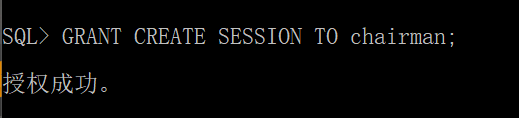 SQL> GRANT CREATE SESSION TO chairman;
授权成功。